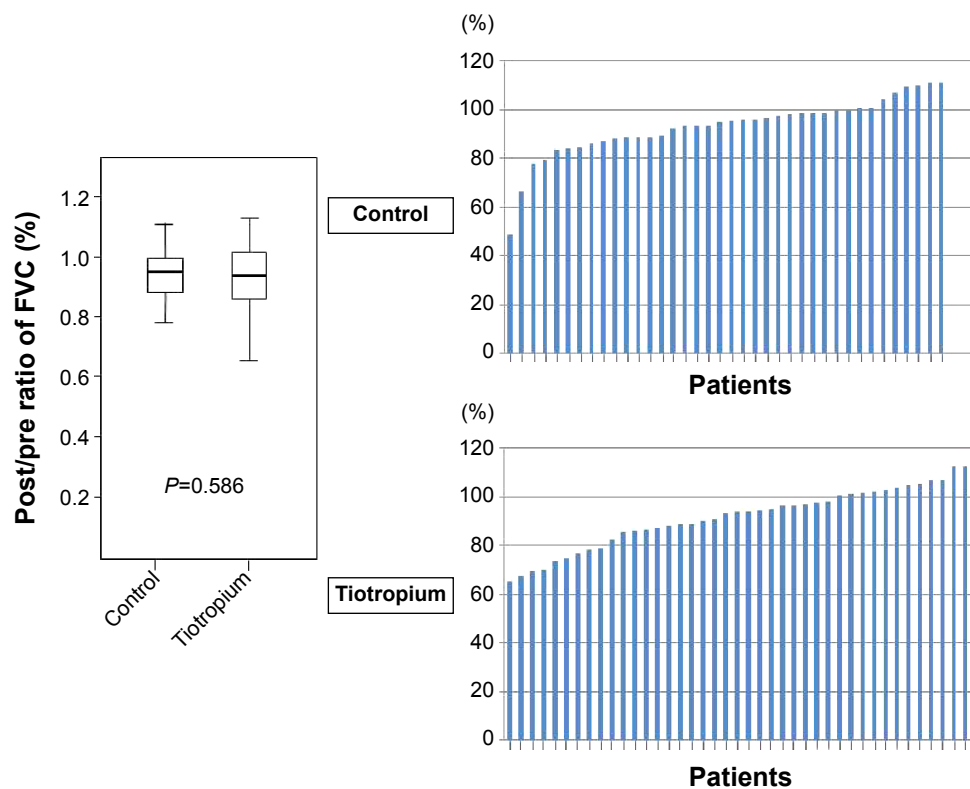 Post/pre ratio of FVC (%)
1.2
1.0
0.8
0.6
0.4
0.2
P=0.586
Control
Tiotropium
Control
(%)
120
100
80
60
40
20
0
Patients
Tiotropium
(%)
120
100
80
60
40
20
0
Patients